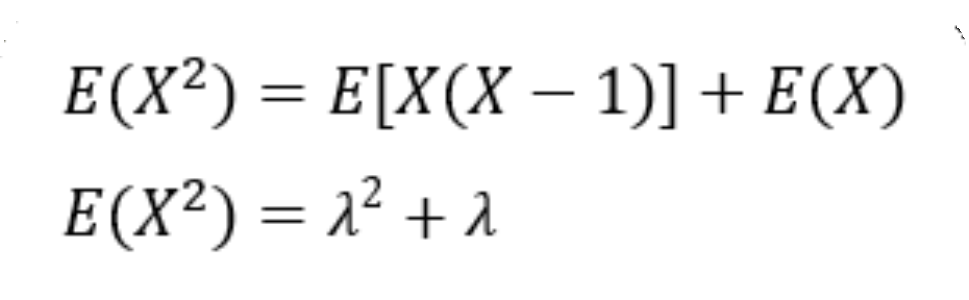 E(X²) = E[X(X − 1)] + E(X)
E(X²) = λ² + λ